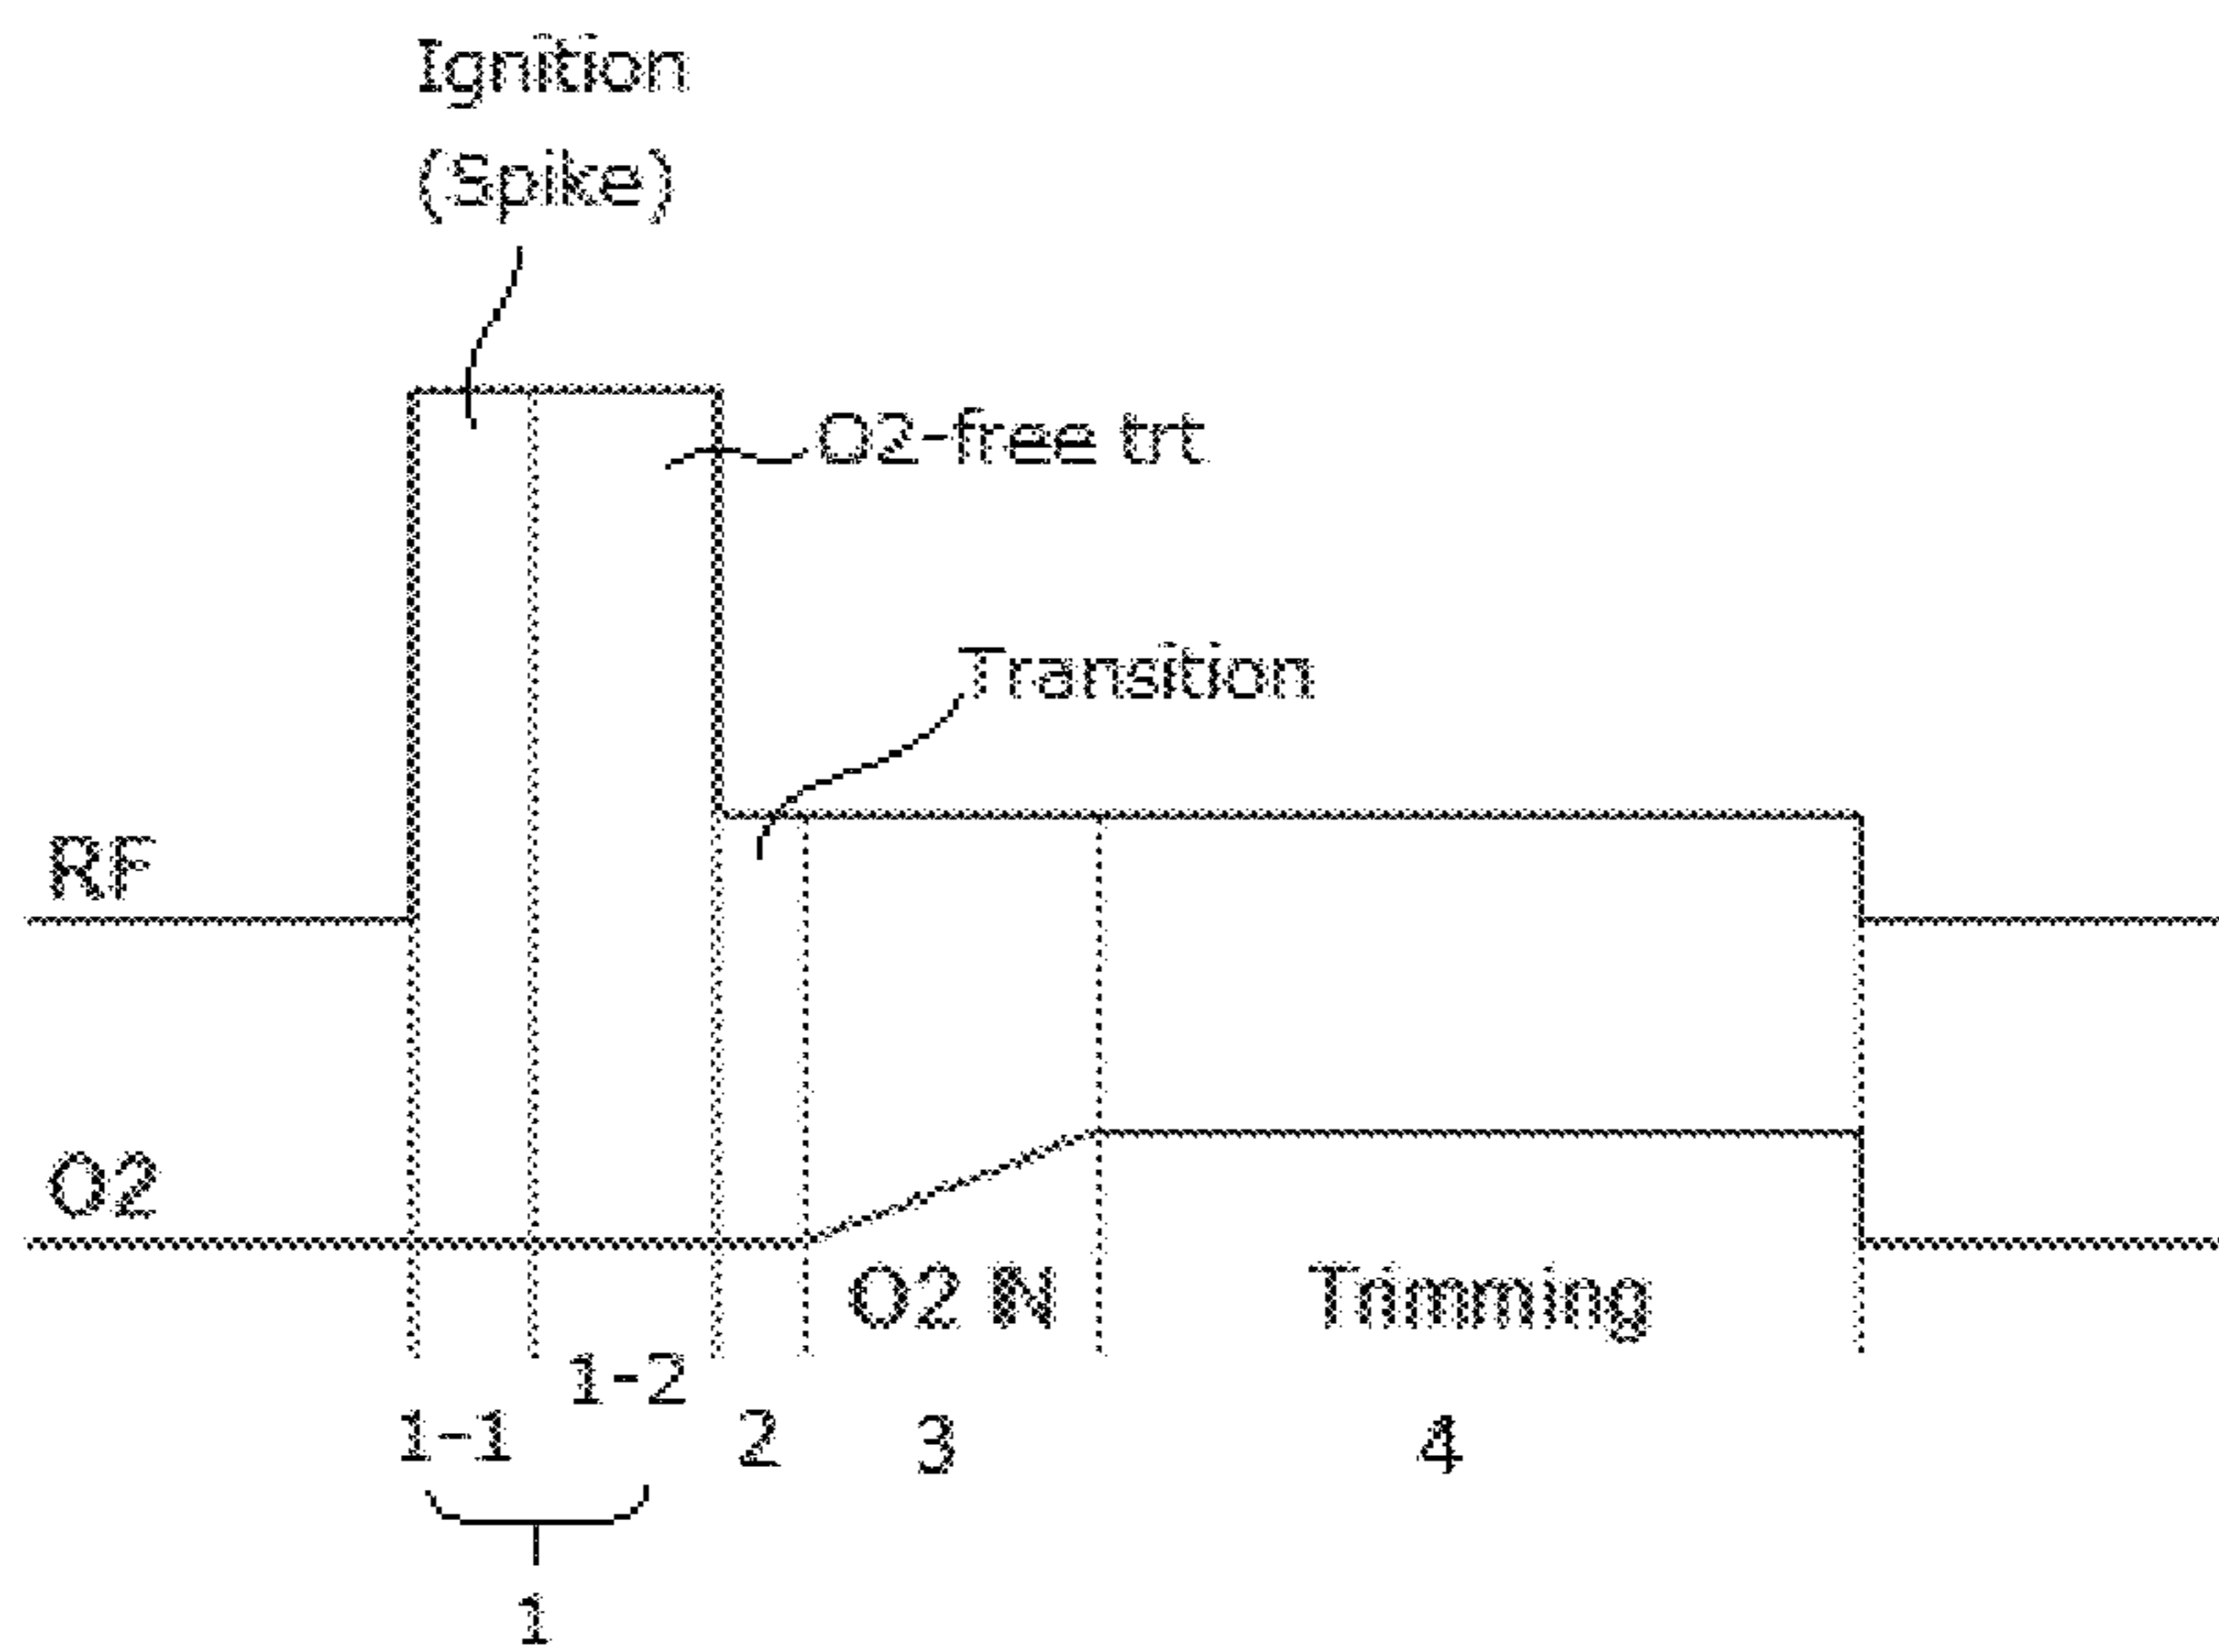 Ignition
(Spike)
O2-free trt
Transition
RF
O2
O2 IN
Trimming
1-2
1-1
2
3
4
1